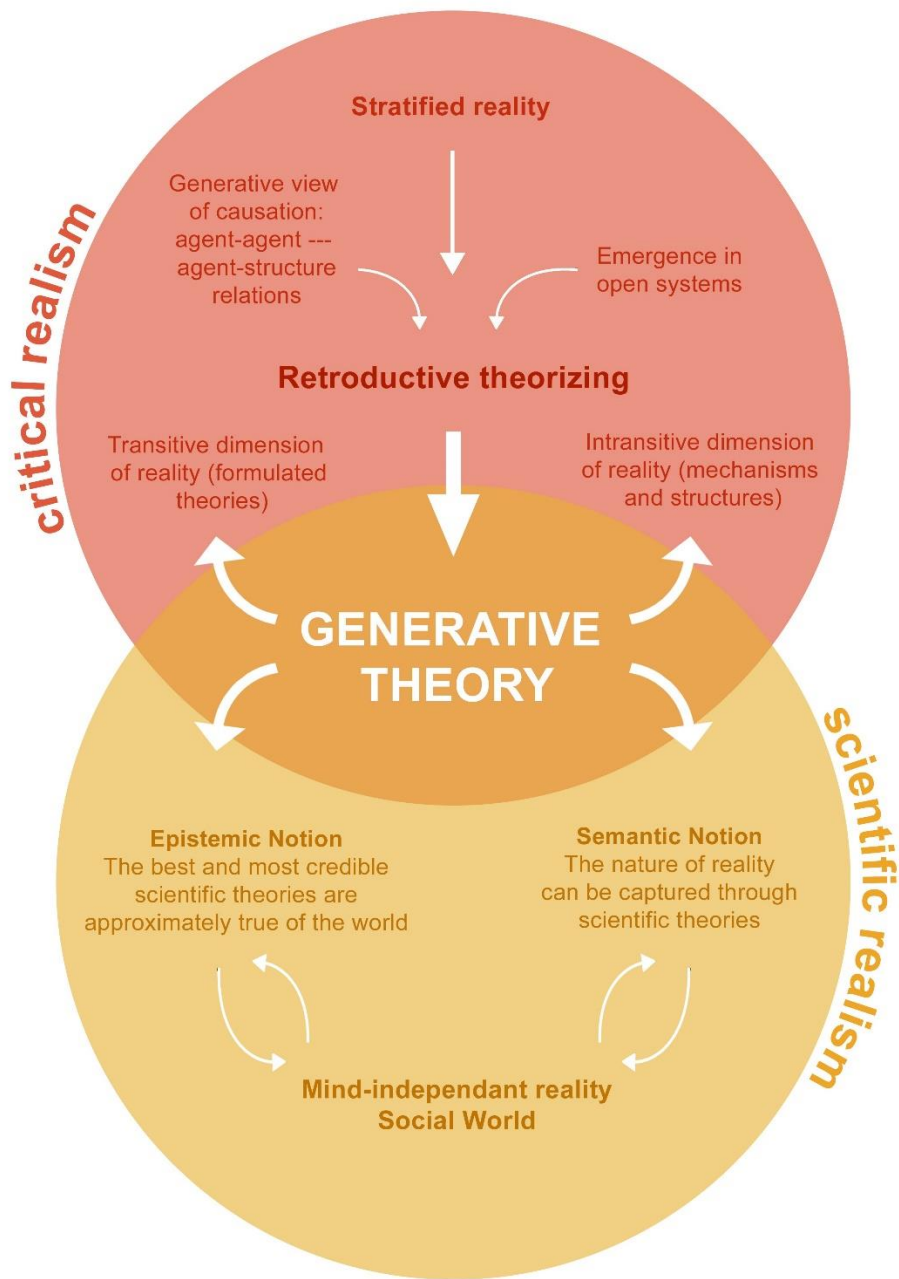 Stratified reality
Generative view
of causation:
agent-agent ---
agent-structure
relations
Emergence in
open systems
critical realism
Retroductive theorizing
Transitive dimension
of reality (formulated
theories)
Intransitive dimension
of reality (mechanisms
and structures)
GENERATIVE
THEORY
scientific realism
Epistemic Notion
The best and most credible
scientific theories are
approximately true of the world
Semantic Notion
The nature of reality
can be captured through
scientific theories
Mind-independant reality
Social World